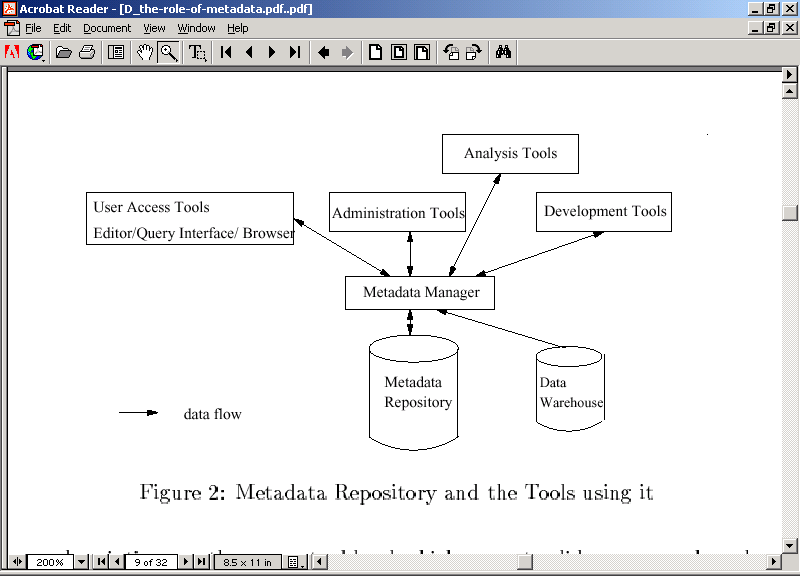 Acrobat Reader - [D_the-role-of-metadata.pdf..pdf]
File Edit Document View Window Help
Analysis Tools
User Access Tools
Editor/Query Interface/ Browser
Administration Tools
Development Tools
Metadata Manager
Metadata
Repository
Data
Warehouse
data flow
Figure 2: Metadata Repository and the Tools using it
200%
9 of 32
8.5 x 11 in